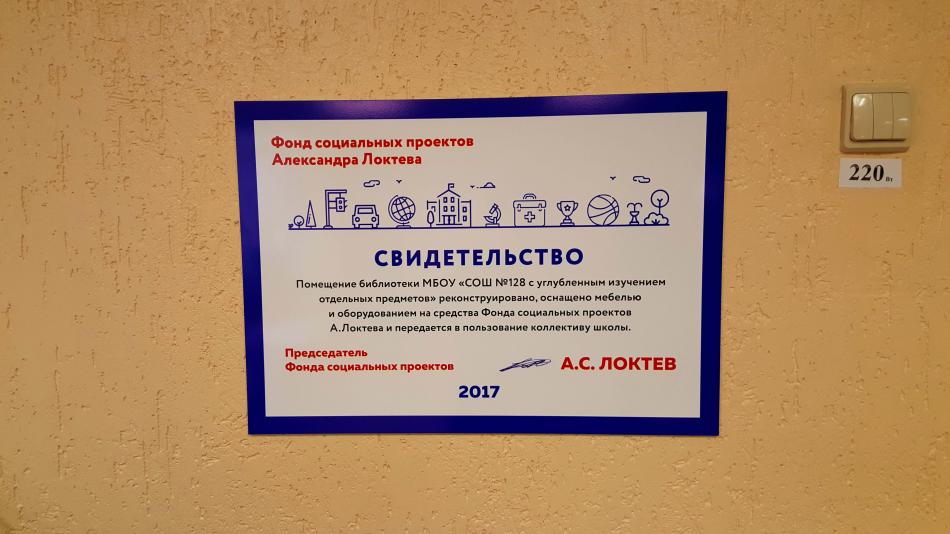 Фонд социальных проектов
Александра Локтева
СВИДЕТЕЛЬСТВО
Помещение библиотеки МБОУ «СОШ №128 с углубленным изучением
отдельных предметов» реконструировано, оснащено мебелью
и оборудованием на средства Фонда социальных проектов
А.Локтева и передается в пользование коллективу школы.
Председатель
Фонда социальных проектов
А.С. ЛОКТЕВ
2017
220 Вт